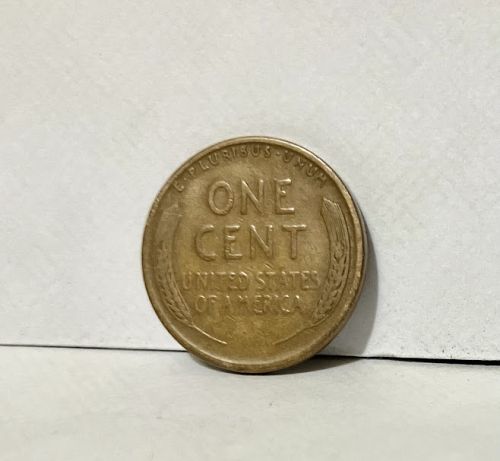 E·PLURIBUS·UNUM
ONE
CENT
UNITED STATES
OF AMERICA